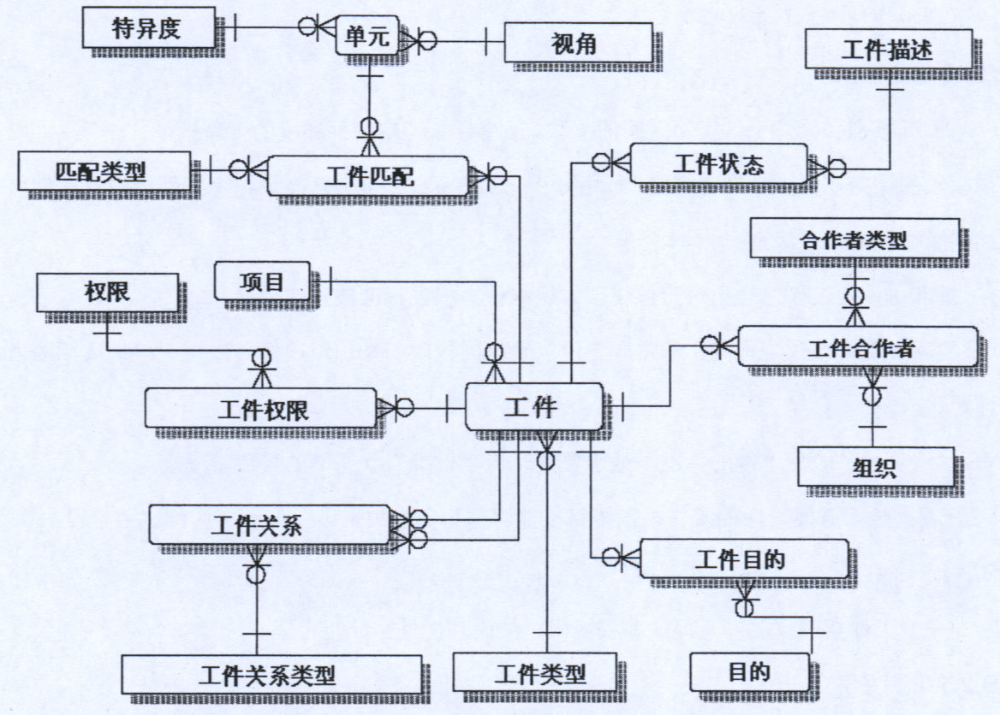 特异度
单元
视角
工件描述
匹配类型
工件匹配
工件状态
合作者类型
权限
项目
工件合作者
工件权限
工件
组织
工件关系
工件目的
工件关系类型
工件类型
目的